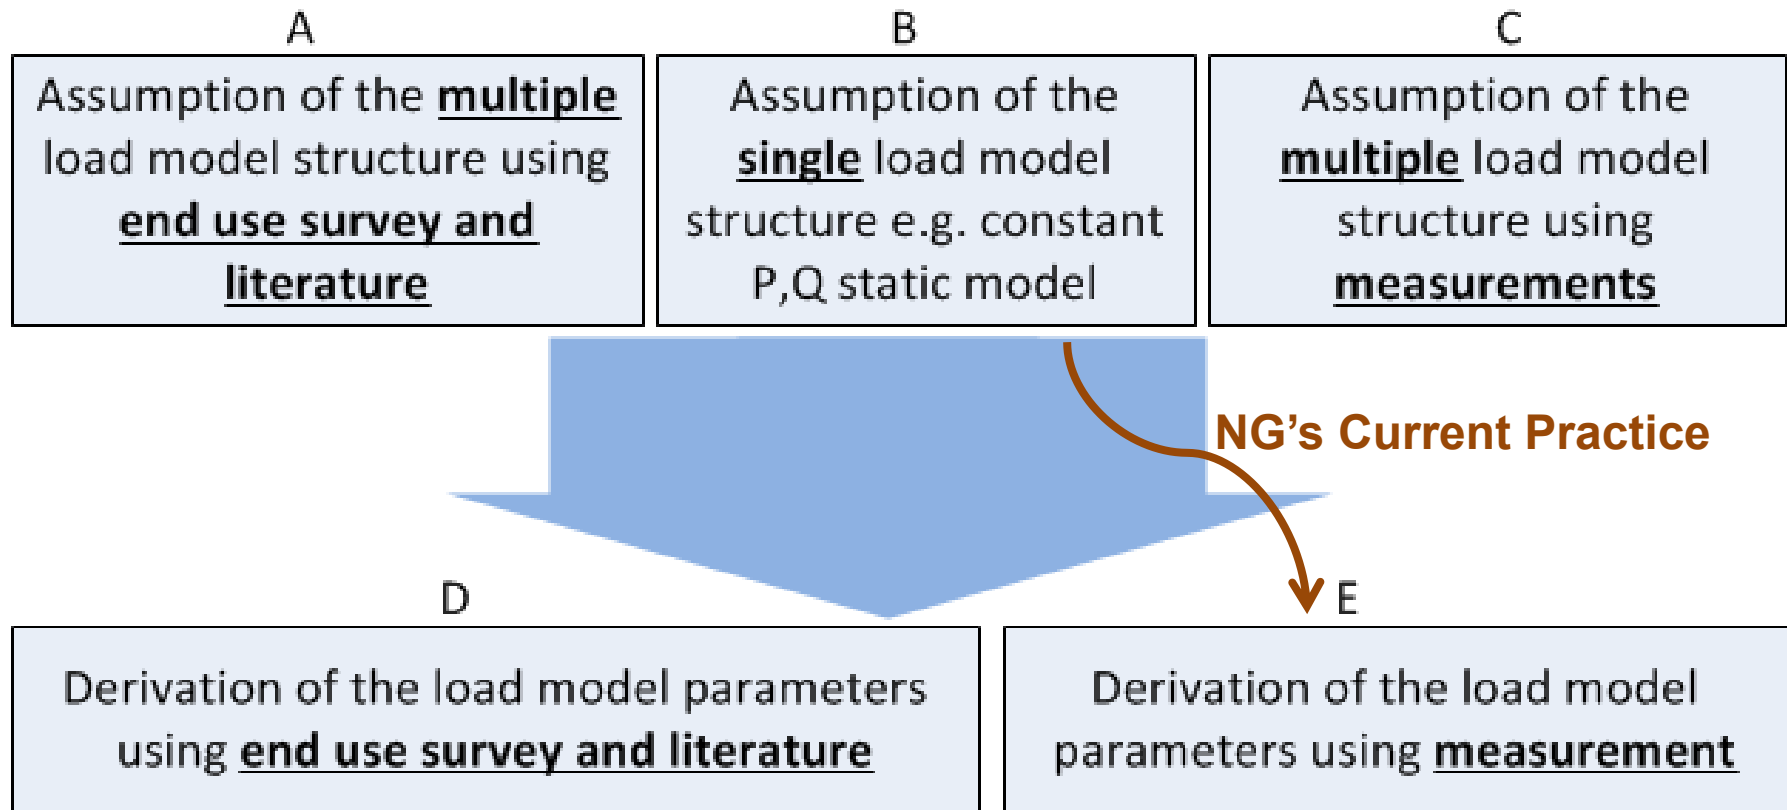 A
Assumption of the multiple
load model structure using
end use survey and
literature
B
Assumption of the
single load model
structure e.g. constant
P,Q static model
C
Assumption of the
multiple load model
structure using
measurements
NG’s Current Practice
D
Derivation of the load model parameters
using end use survey and literature
E
Derivation of the load model
parameters using measurement